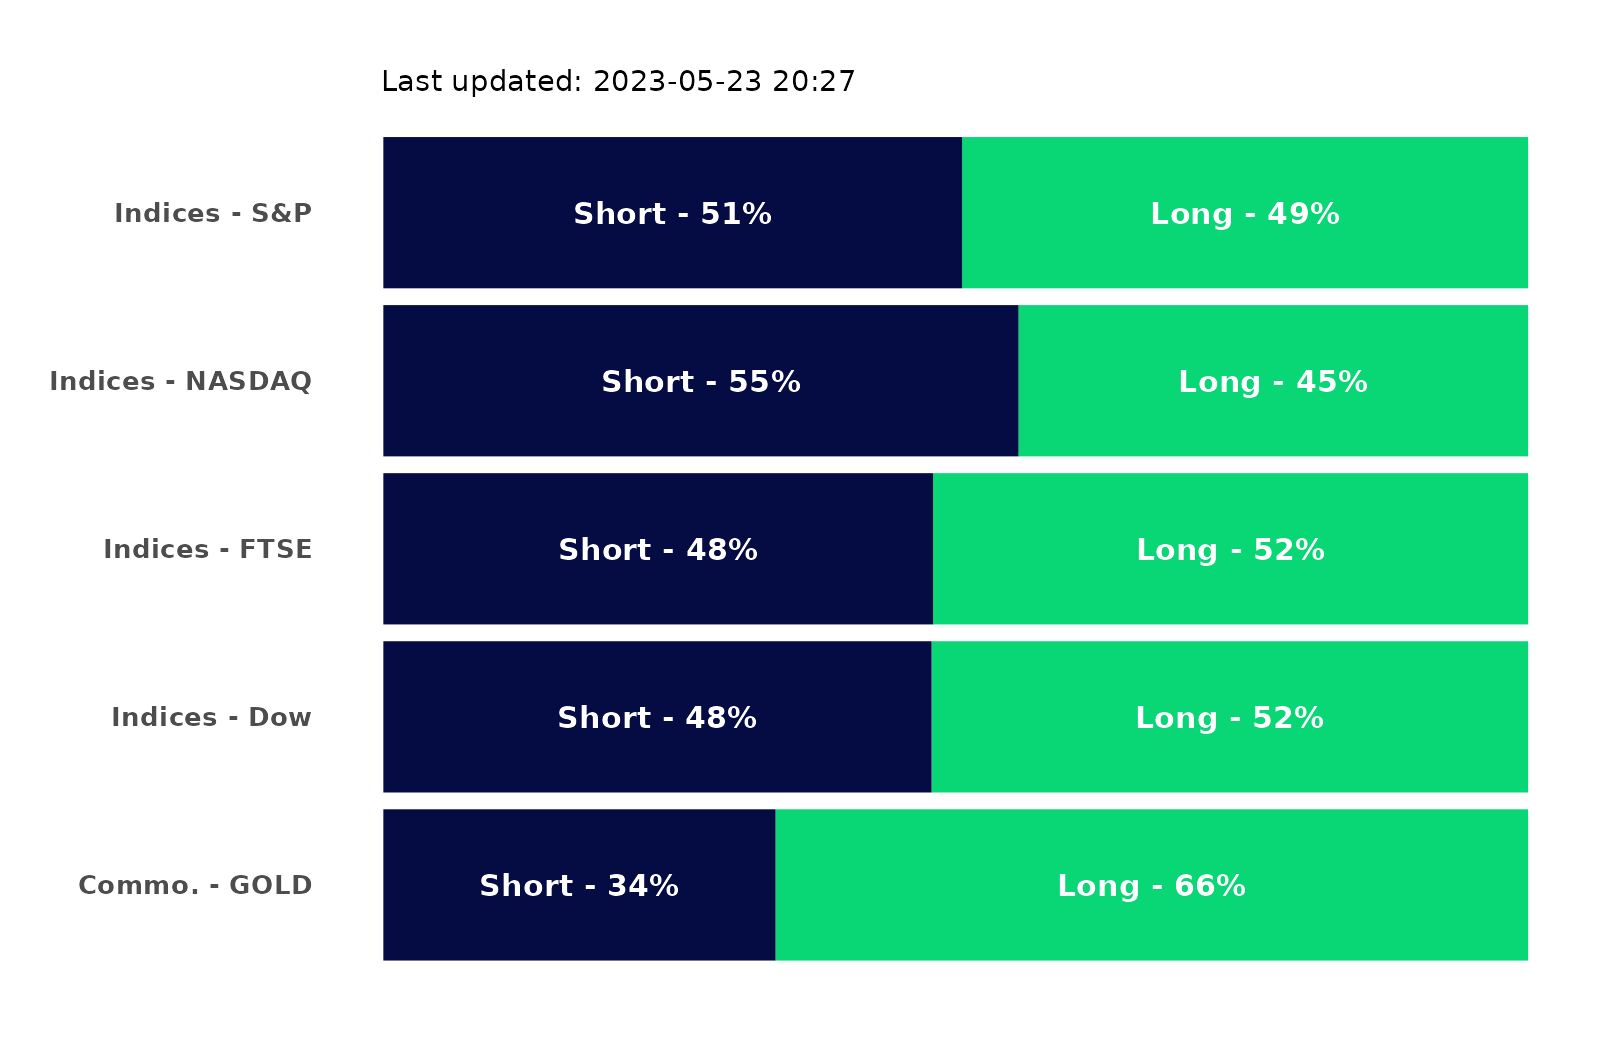 Last updated: 2023-05-23 20:27
Indices - S&P Short - 51% Long - 49%
Indices - NASDAQ Short - 55% Long - 45%
Indices - FTSE Short - 48% Long - 52%
Indices - Dow Short - 48% Long - 52%
Commo. - GOLD Short - 34% Long - 66%